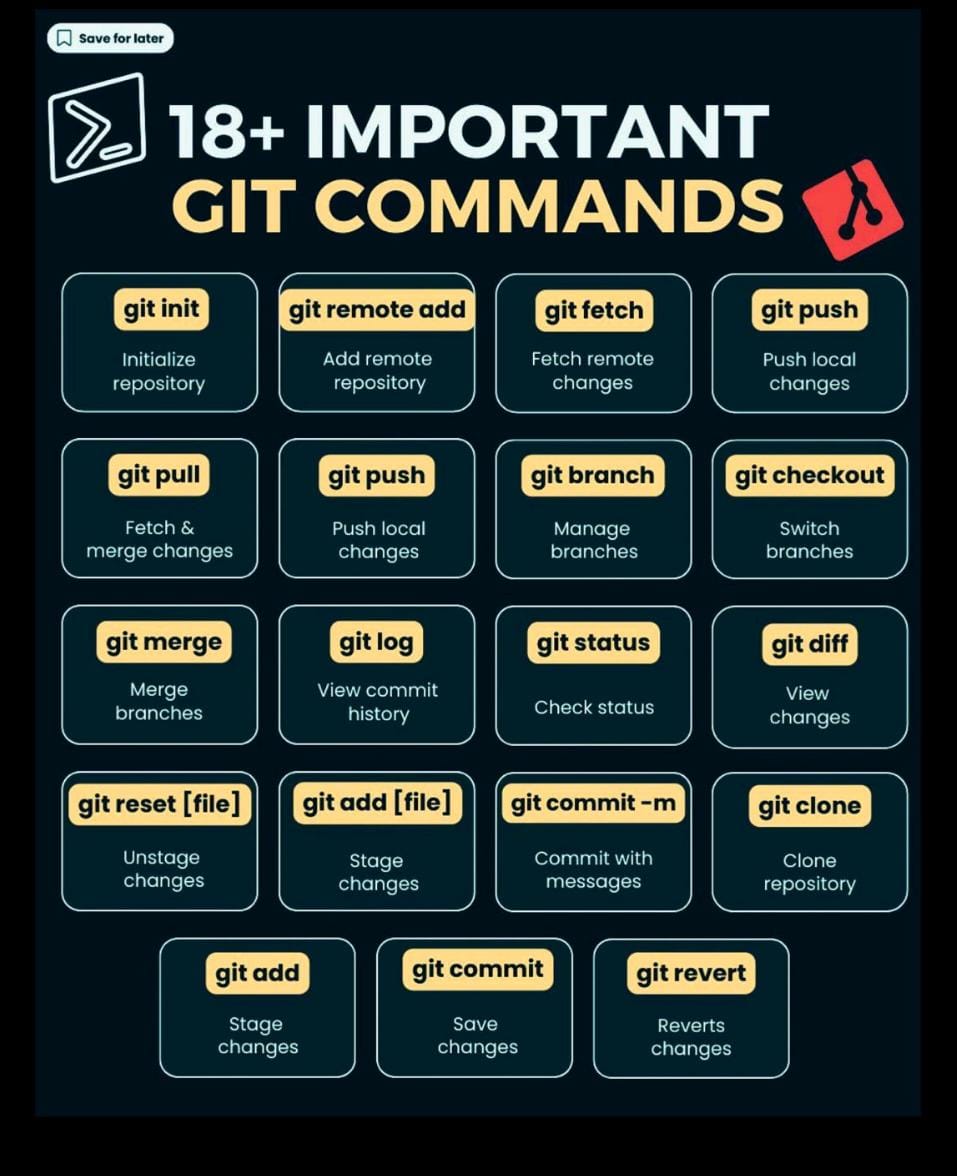 Save for later
18+ IMPORTANT
GIT COMMANDS
git init
Initialize
repository
git remote add
Add remote
repository
git fetch
Fetch remote
changes
git push
Push local
changes
git pull
Fetch &
merge changes
git push
Push local
changes
git branch
Manage
branches
git checkout
Switch
branches
git merge
Merge
branches
git log
View commit
history
git status
Check status
git diff
View
changes
git reset [file]
Unstage
changes
git add [file]
Stage
changes
git commit -m
Commit with
messages
git clone
Clone
repository
git add
Stage
changes
git commit
Save
changes
git revert
Reverts
changes